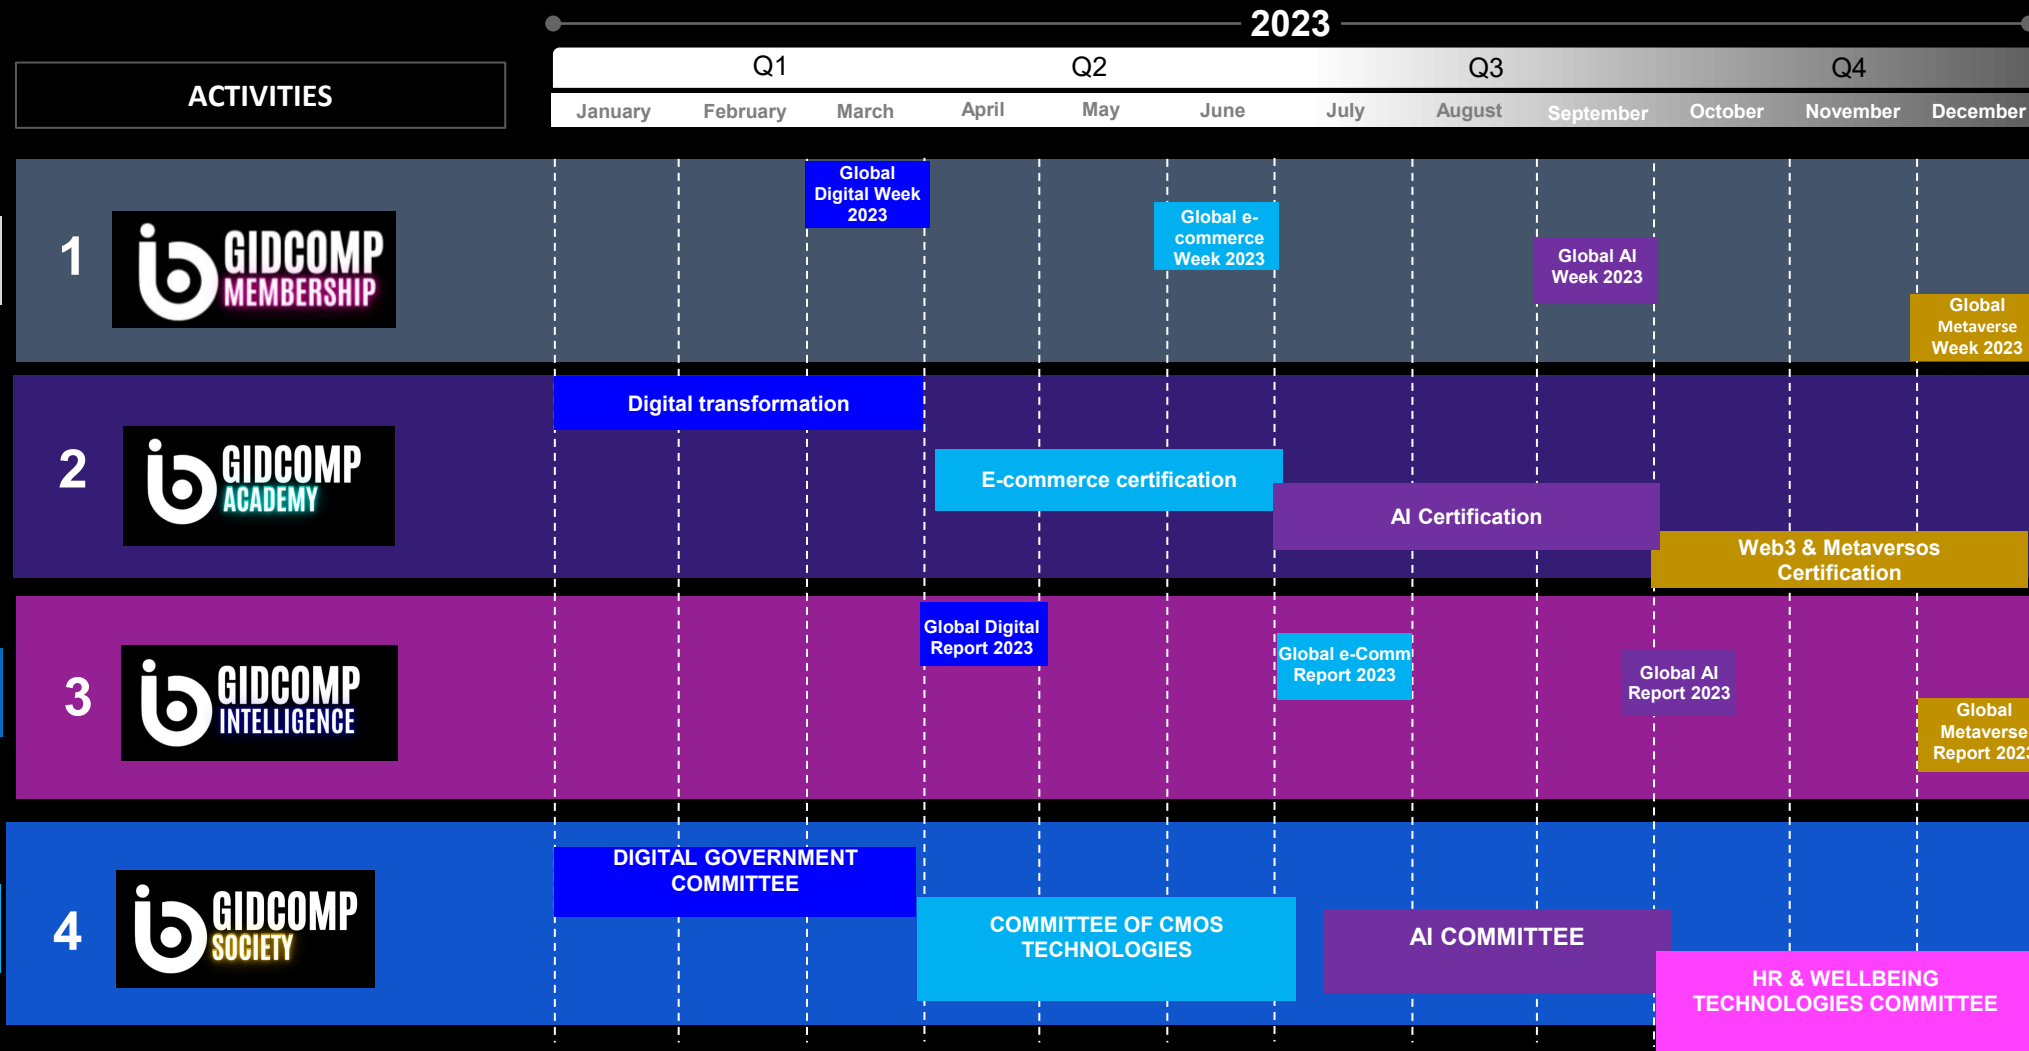 2023
Q1 Q2 Q3 Q4
ACTIVITIES
January February March April May June July August September October November December
1
GIDCOMP
MEMBERSHIP
Global
Digital Week
2023
Global e-
commerce
Week 2023
Global AI
Week 2023
Global
Metaverse
Week 2023
2
GIDCOMP
ACADEMY
Digital transformation
E-commerce certification
AI Certification
Web3 & Metaversos
Certification
3
GIDCOMP
INTELLIGENCE
Global Digital
Report 2023
Global e-Comm
Report 2023
Global AI
Report 2023
Global
Metaverse
Report 2023
4
GIDCOMP
SOCIETY
DIGITAL GOVERNMENT
COMMITTEE
COMMITTEE OF CMOS
TECHNOLOGIES
AI COMMITTEE
HR & WELLBEING
TECHNOLOGIES COMMITTEE